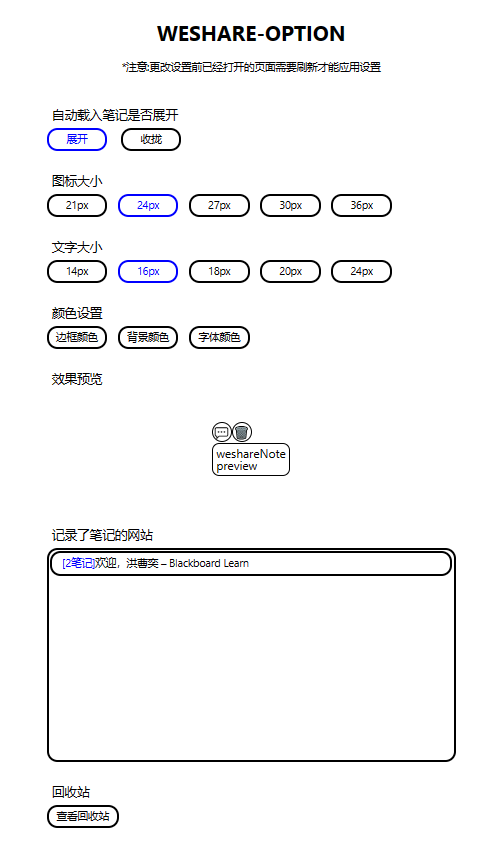 WESHARE-OPTION
*注意:更改设置前已经打开的页面需要刷新才能应用设置
自动载入笔记是否展开
展开 收拢
图标大小
21px 24px 27px 30px 36px
文字大小
14px 16px 18px 20px 24px
颜色设置
边框颜色 背景颜色 字体颜色
效果预览
weshareNote
preview
记录了笔记的网站
[2笔记]欢迎，洪曹奕 – Blackboard Learn
回收站
查看回收站